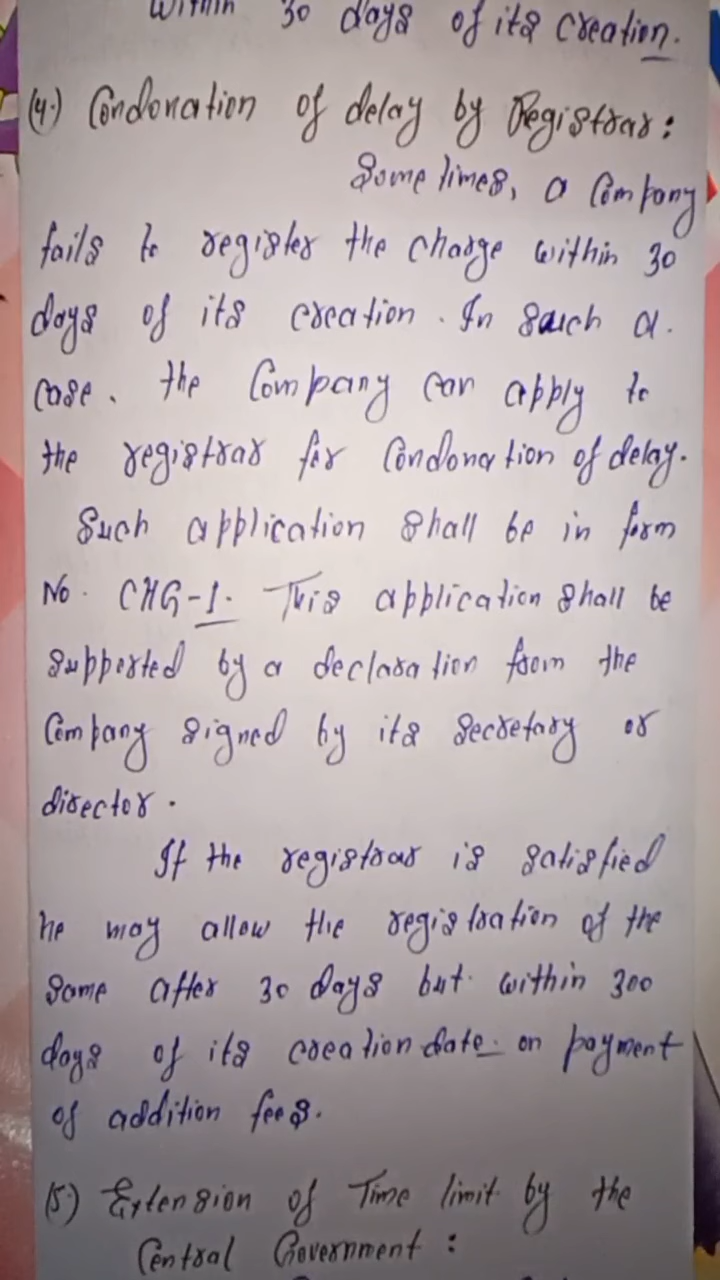 within 30 days of its creation.
(4.) Condonation of delay by Registrar:
Some times, a Company
fails to register the charge within 30
days of its creation. In such a.
case. the Company can apply to
the registrar for Condonation of delay.
Such application shall be in form
No. CHG-1. This application shall be
supported by a declaration from the
Company signed by its Secretary or
director.
If the registrar is satisfied
he may allow the registration of the
same after 30 days but within 300
days of its creation date on payment
of addition fees.
(5) Extension of Time limit by the
Central Government: